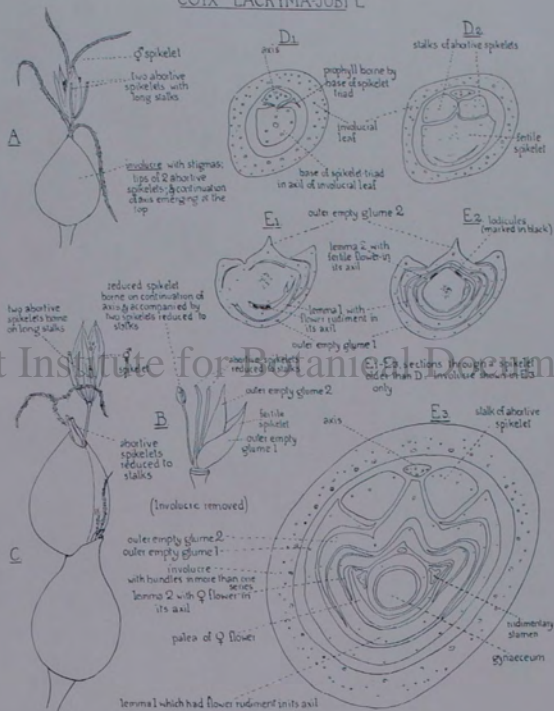 COIX LACRYMA-JOBI L
♂ spikelet
two abortive
spikelets with
long stalks
A
involucre with stigmas;
tips of 2 abortive
spikelets; & continuation
of axis emerging at the
top
D1
axis
prophyll borne by
base of spikelet
triad
involucral
leaf
base of spikelet triad
in axil of involucral leaf
D2
stalks of abortive spikelets
fertile
spikelet
E1
outer empty glume 2
E2
lodicules
(marked in black)
lemma 2 with
fertile flower in
its axil
lemma 1 with
flower rudiment in
its axil
outer empty glume 1
E1-E3, sections through a spikelet
older than D. Involucre shown in E3
only
two abortive
spikelets borne
on long stalks
♂
spikelet
abortive
spikelets
reduced to
stalks
C
reduced spikelet
borne on continuation of
axis, & accompanied by
two spikelets reduced to
stalks
B
abortive spikelets
reduced to stalks
outer empty glume 2
fertile
spikelet
outer empty
glume 1
(Involucre removed)
E3
axis
stalk of abortive
spikelet
outer empty glume 2
outer empty glume 1
involucre
with bundles in more than one
series
lemma 2 with ♀ flower in
its axil
palea of ♀ flower
rudimentary
stamen
gynaeceum
lemma 1 which had flower rudiment in its axil
t Institute for Botanical Docum